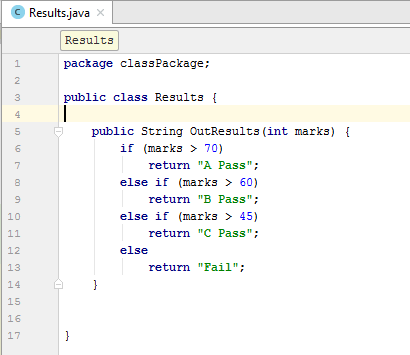 Results.java
Results
1 package classPackage;
2
3 public class Results {
4
5 public String OutResults(int marks) {
6 if (marks > 70)
7 return "A Pass";
8 else if (marks > 60)
9 return "B Pass";
10 else if (marks > 45)
11 return "C Pass";
12 else
13 return "Fail";
14 }
15
16
17 }